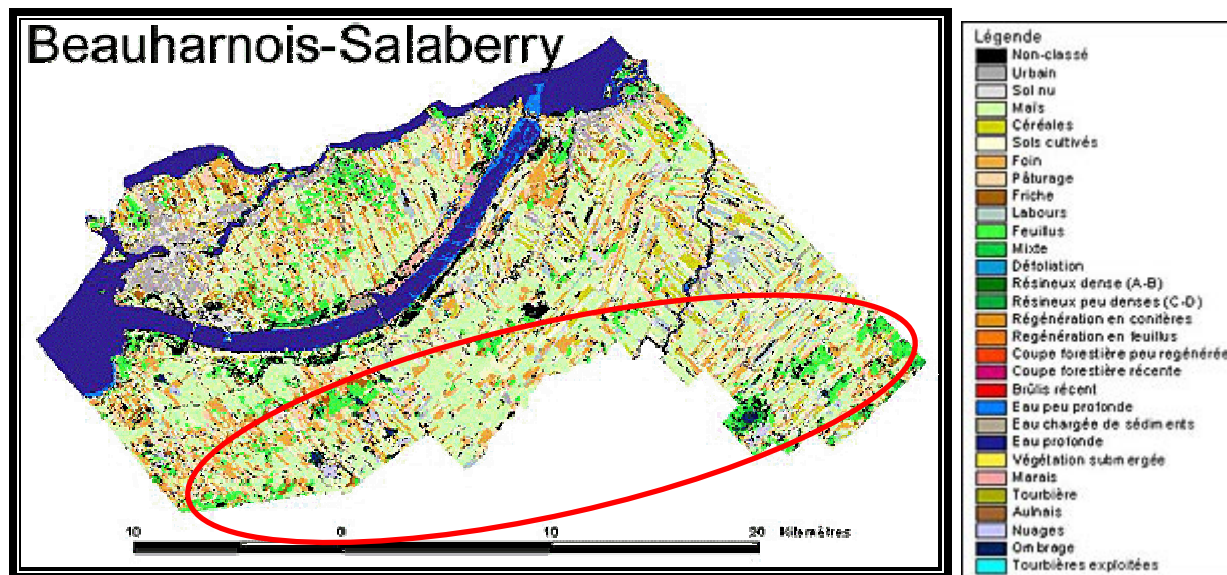 Beauharnois-Salaberry
10 0 10 20 Kilomètres
Légende
Non-classé
Urbain
Sol nu
Maïs
Céréales
Sols cultivés
Foin
Pâturage
Friche
Labours
Feuillus
Mixte
Défoliation
Résineux dense (A-B)
Résineux peu denses (C-D)
Régénération en conifères
Regénération en feuillus
Coupe forestière peu regénérée
Coupe forestière récente
Brûlis récent
Eau peu profonde
Eau chargée de sédiments
Eau profonde
Végétation submergée
Marais
Tourbière
Aulnais
Nuages
Ombrage
Tourbières exploitées